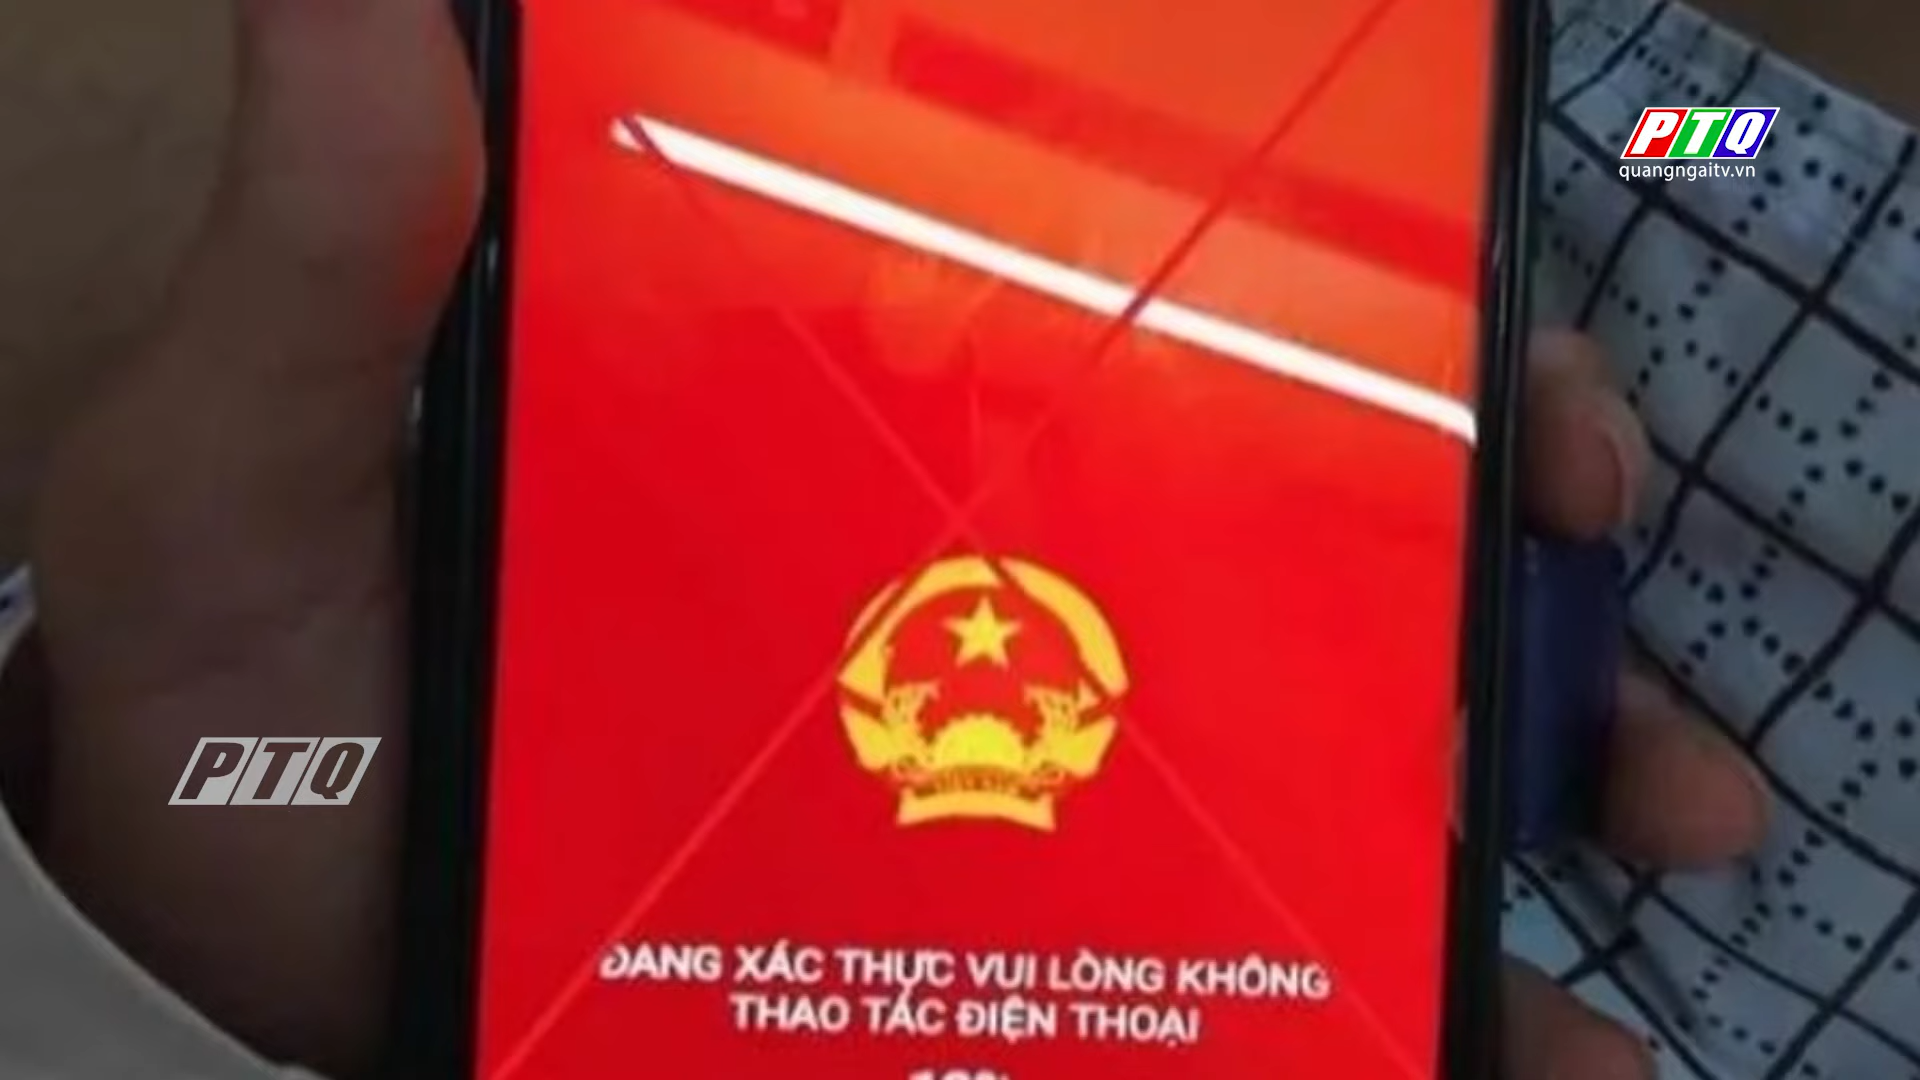 PTQ
quangngaitv.vn
PTQ
ĐANG XÁC THỰC VUI LÒNG KHÔNG
THAO TÁC ĐIỆN THOẠI